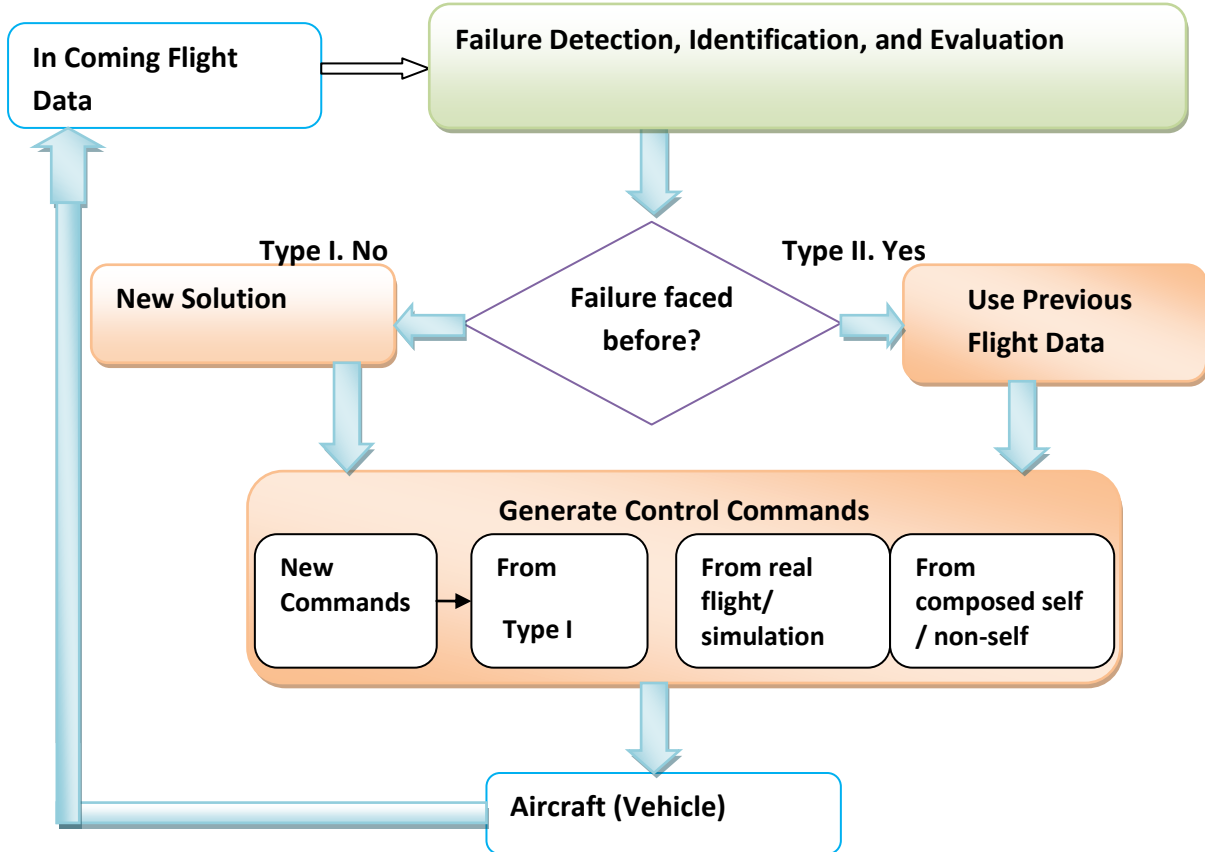 In Coming Flight
Data
Failure Detection, Identification, and Evaluation
Type I. No
Type II. Yes
New Solution
Failure faced
before?
Use Previous
Flight Data
Generate Control Commands
New
Commands
From
Type I
From real
flight/
simulation
From
composed self
/ non-self
Aircraft (Vehicle)